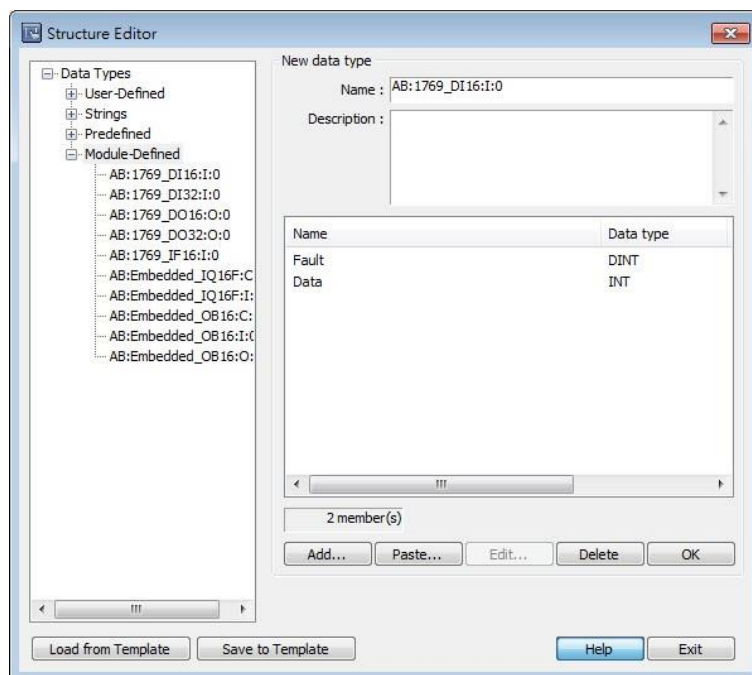 Structure Editor
Data Types
User-Defined
Strings
Predefined
Module-Defined
AB:1769_DI16:I:0
AB:1769_DI32:I:0
AB:1769_DO16:O:0
AB:1769_DO32:O:0
AB:1769_IF16:I:0
AB:Embedded_IQ16F:C
AB:Embedded_IQ16F:I:
AB:Embedded_OB16:C:
AB:Embedded_OB16:I:(
AB:Embedded_OB16:O:
New data type
Name : AB:1769_DI16:I:0
Description :
Name Data type
Fault DINT
Data INT
2 member(s)
Add... Paste... Edit... Delete OK
Load from Template Save to Template Help Exit